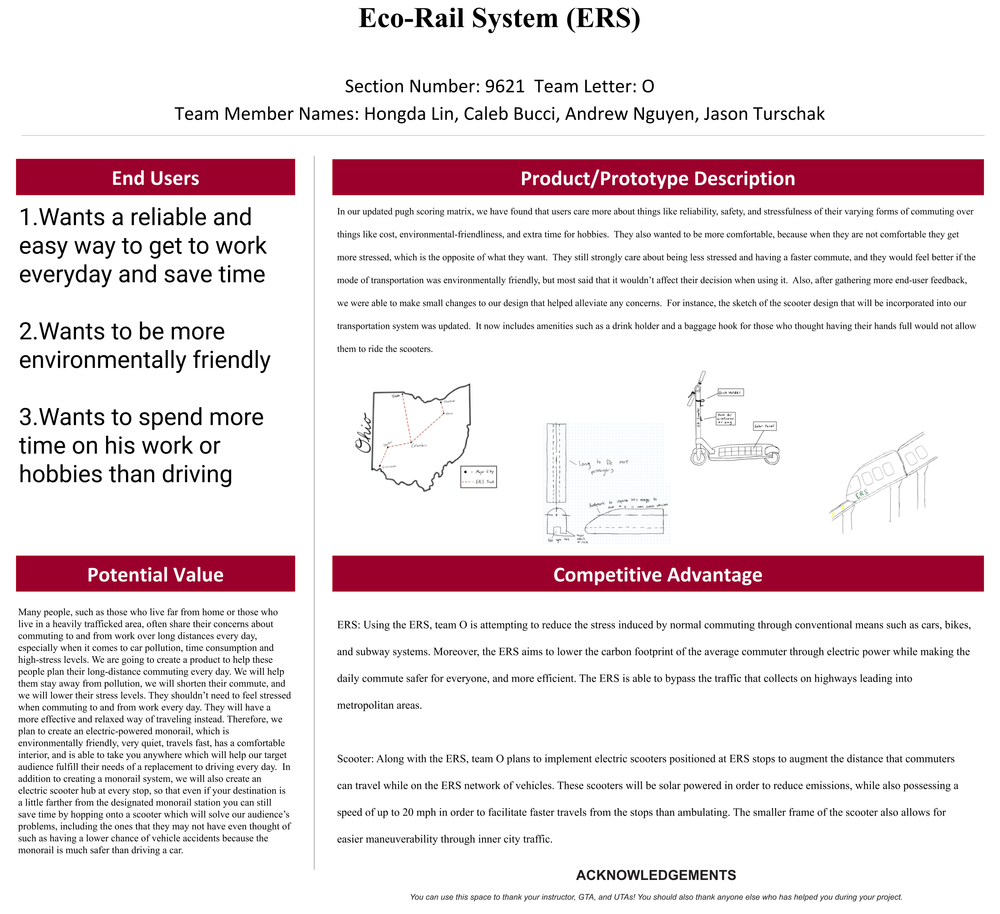 Eco-Rail System (ERS)
Section Number: 9621  Team Letter: O
Team Member Names: Hongda Lin, Caleb Bucci, Andrew Nguyen, Jason Turschak
End Users
1.Wants a reliable and
easy way to get to work
everyday and save time
2.Wants to be more
environmentally friendly
3.Wants to spend more
time on his work or
hobbies than driving
Product/Prototype Description
In our updated pugh scoring matrix, we have found that users care more about things like reliability, safety, and stressfulness of their varying forms of commuting over
things like cost, environmental-friendliness, and extra time for hobbies.  They also wanted to be more comfortable, because when they are not comfortable they get
more stressed, which is the opposite of what they want.  They still strongly care about being less stressed and having a faster commute, and they would feel better if the
mode of transportation was environmentally friendly, but most said that it wouldn’t affect their decision when using it.  Also, after gathering more end-user feedback,
we were able to make small changes to our design that helped alleviate any concerns.  For instance, the sketch of the scooter design that will be incorporated into our
transportation system was updated.  It now includes amenities such as a drink holder and a baggage hook for those who thought having their hands full would not allow
them to ride the scooters.
Ohio
Toledo
Cleveland
Akron
Dayton
Columbus
Cincinnati
- Major City
- ERS Track
Long to fit more
passengers
Aerodynamic so requires less energy to
move so it is more energy efficient
Rail goes here
keeps
vehicle
on rails
Drink Holder
Hook for
briefcase
or bag
Solar Panel
ER Scooter
ERS
Potential Value
Many people, such as those who live far from home or those who
live in a heavily trafficked area, often share their concerns about
commuting to and from work over long distances every day,
especially when it comes to car pollution, time consumption and
high-stress levels. We are going to create a product to help these
people plan their long-distance commuting every day. We will help
them stay away from pollution, we will shorten their commute, and
we will lower their stress levels. They shouldn’t need to feel stressed
when commuting to and from work every day. They will have a
more effective and relaxed way of traveling instead. Therefore, we
plan to create an electric-powered monorail, which is
environmentally friendly, very quiet, travels fast, has a comfortable
interior, and is able to take you anywhere which will help our target
audience fulfill their needs of a replacement to driving every day.  In
addition to creating a monorail system, we will also create an
electric scooter hub at every stop, so that even if your destination is
a little farther from the designated monorail station you can still
save time by hopping onto a scooter which will solve our audience’s
problems, including the ones that they may not have even thought of
such as having a lower chance of vehicle accidents because the
monorail is much safer than driving a car.
Competitive Advantage
ERS: Using the ERS, team O is attempting to reduce the stress induced by normal commuting through conventional means such as cars, bikes,
and subway systems. Moreover, the ERS aims to lower the carbon footprint of the average commuter through electric power while making the
daily commute safer for everyone, and more efficient. The ERS is able to bypass the traffic that collects on highways leading into
metropolitan areas.
Scooter: Along with the ERS, team O plans to implement electric scooters positioned at ERS stops to augment the distance that commuters
can travel while on the ERS network of vehicles. These scooters will be solar powered in order to reduce emissions, while also possessing a
speed of up to 20 mph in order to facilitate faster travels from the stops than ambulating. The smaller frame of the scooter also allows for
easier maneuverability through inner city traffic.
ACKNOWLEDGEMENTS
You can use this space to thank your instructor, GTA, and UTAs! You should also thank anyone else who has helped you during your project.